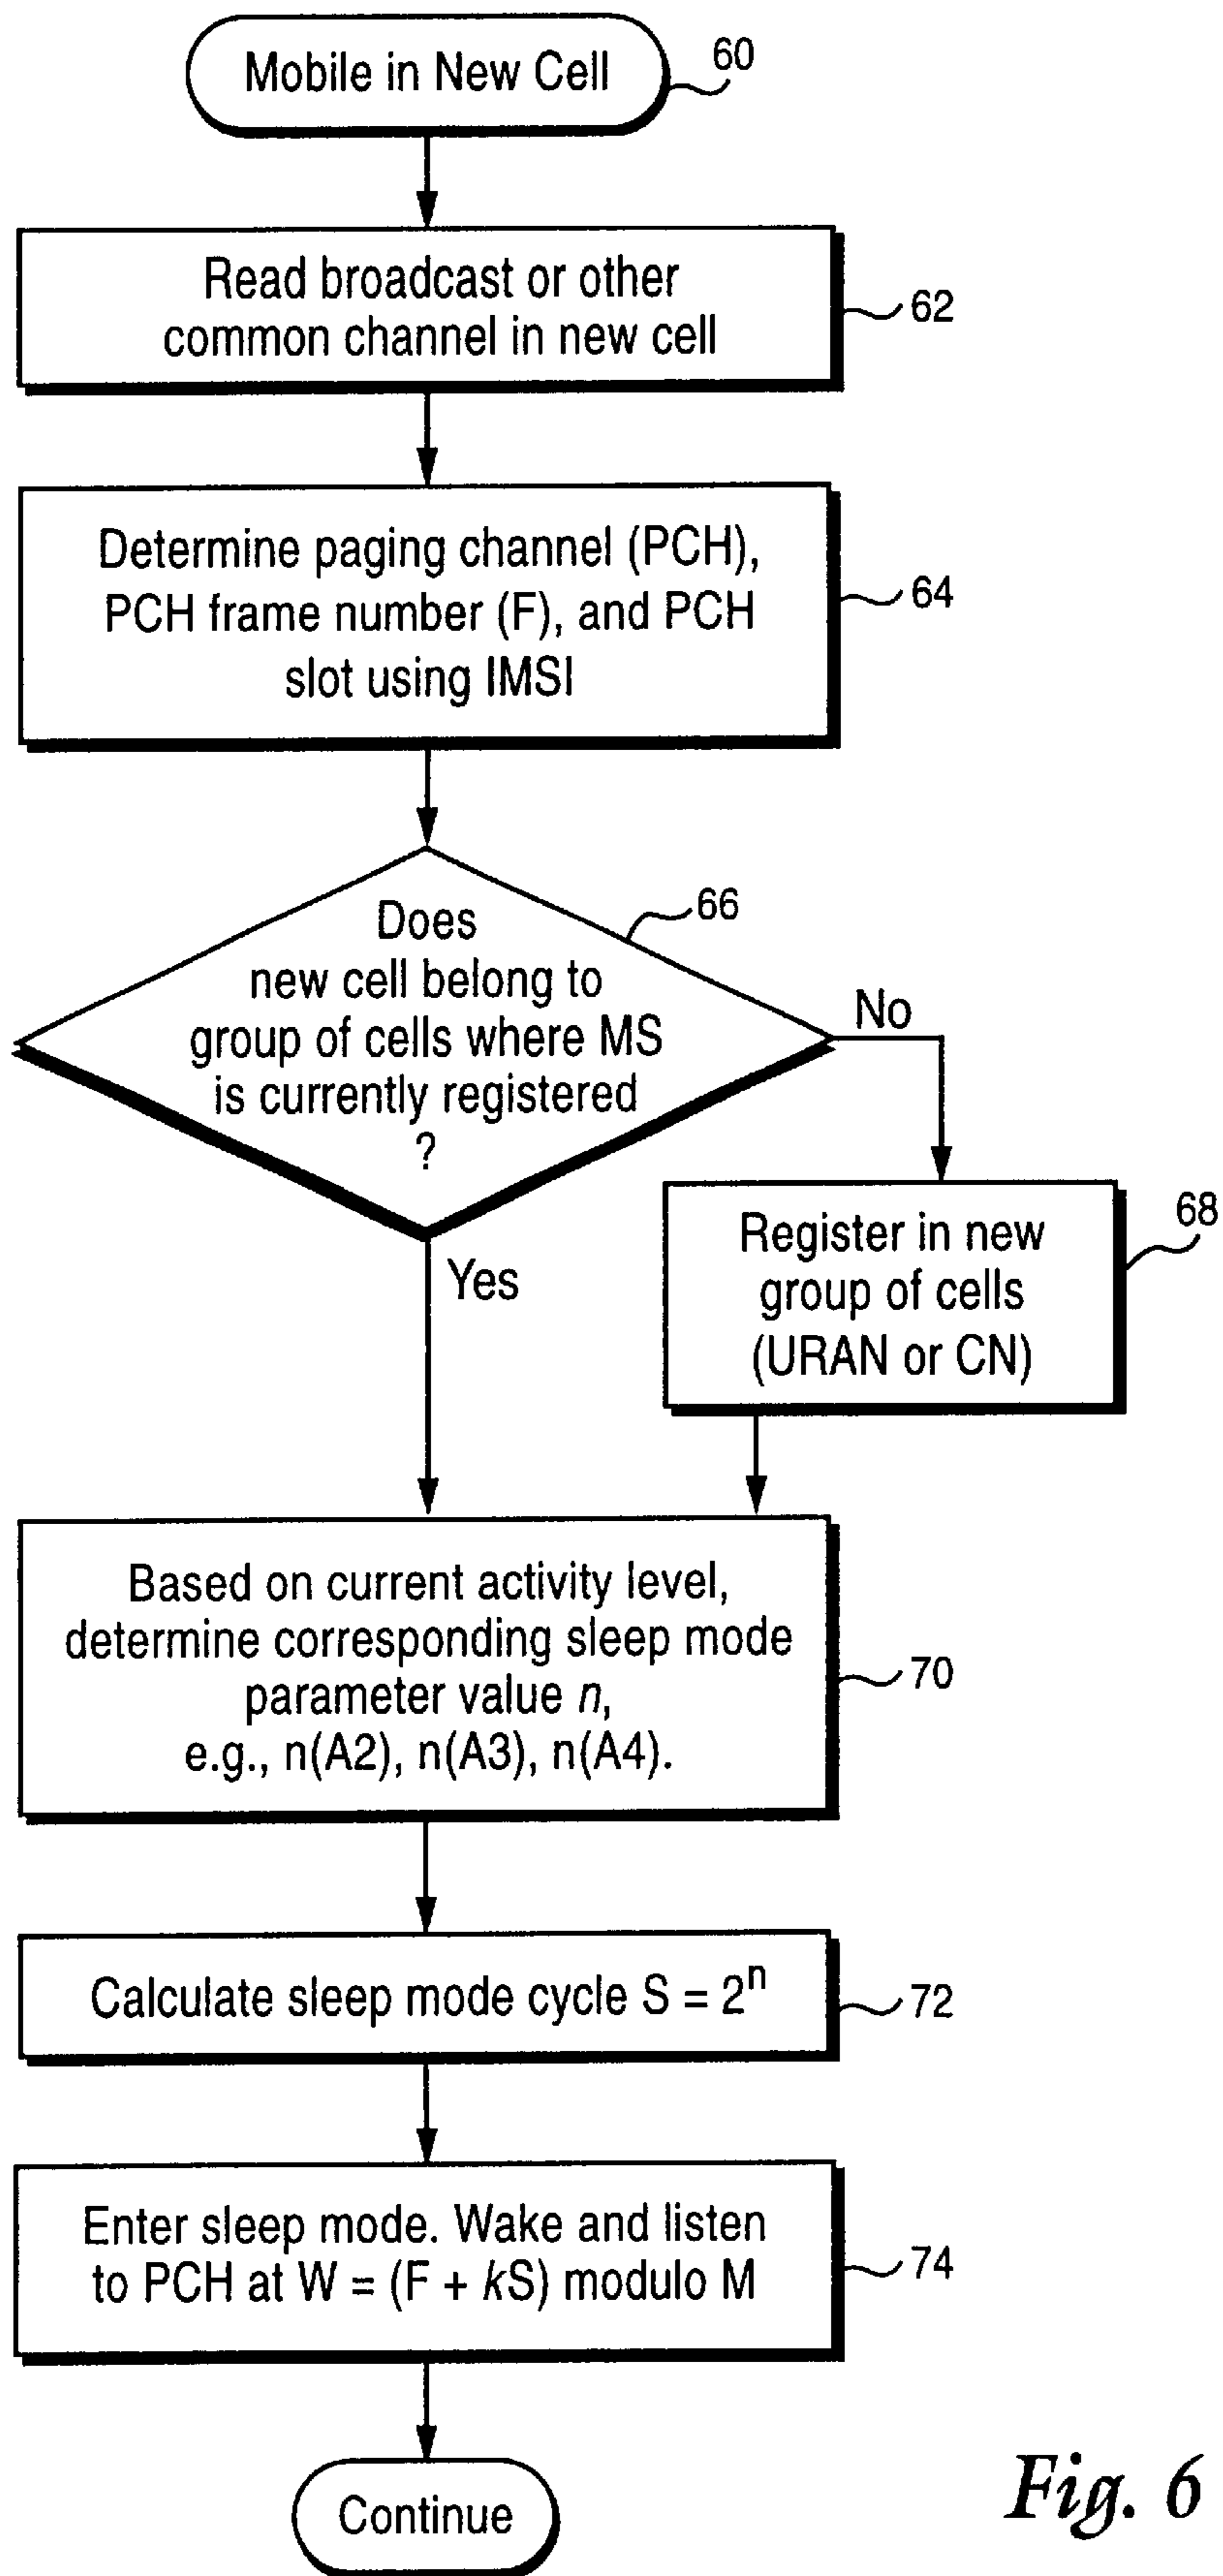 Mobile in New Cell
60
Read broadcast or other
common channel in new cell
62
Determine paging channel (PCH),
PCH frame number (F), and PCH
slot using IMSI
64
Does
new cell belong to
group of cells where MS
is currently registered
?
66
No
Yes
Register in new
group of cells
(URAN or CN)
68
Based on current activity level,
determine corresponding sleep mode
parameter value n,
e.g., n(A2), n(A3), n(A4).
70
Calculate sleep mode cycle S = 2ⁿ
72
Enter sleep mode. Wake and listen
to PCH at W = (F + kS) modulo M
74
Continue
Fig. 6